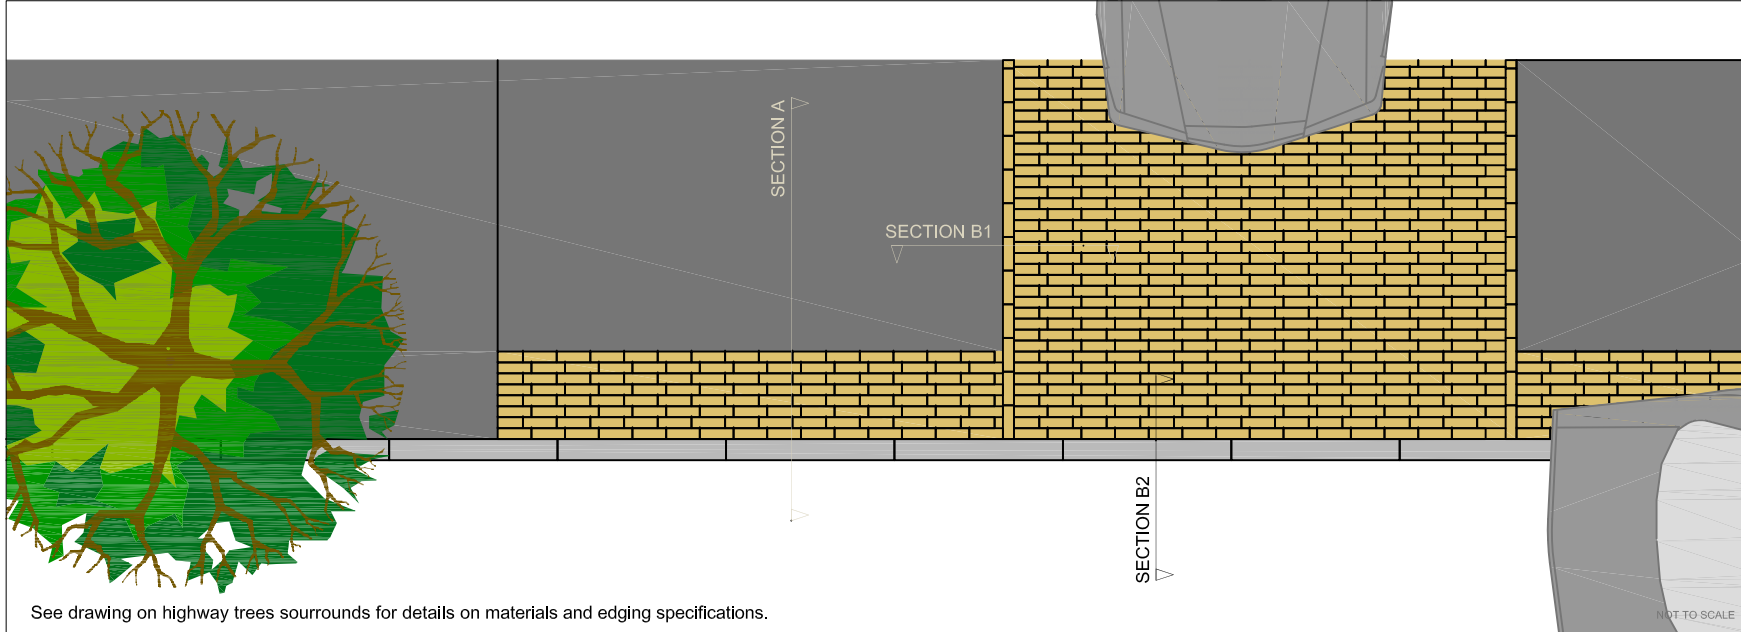 SECTION A
SECTION B1
SECTION B2
See drawing on highway trees sourrounds for details on materials and edging specifications.
NOT TO SCALE